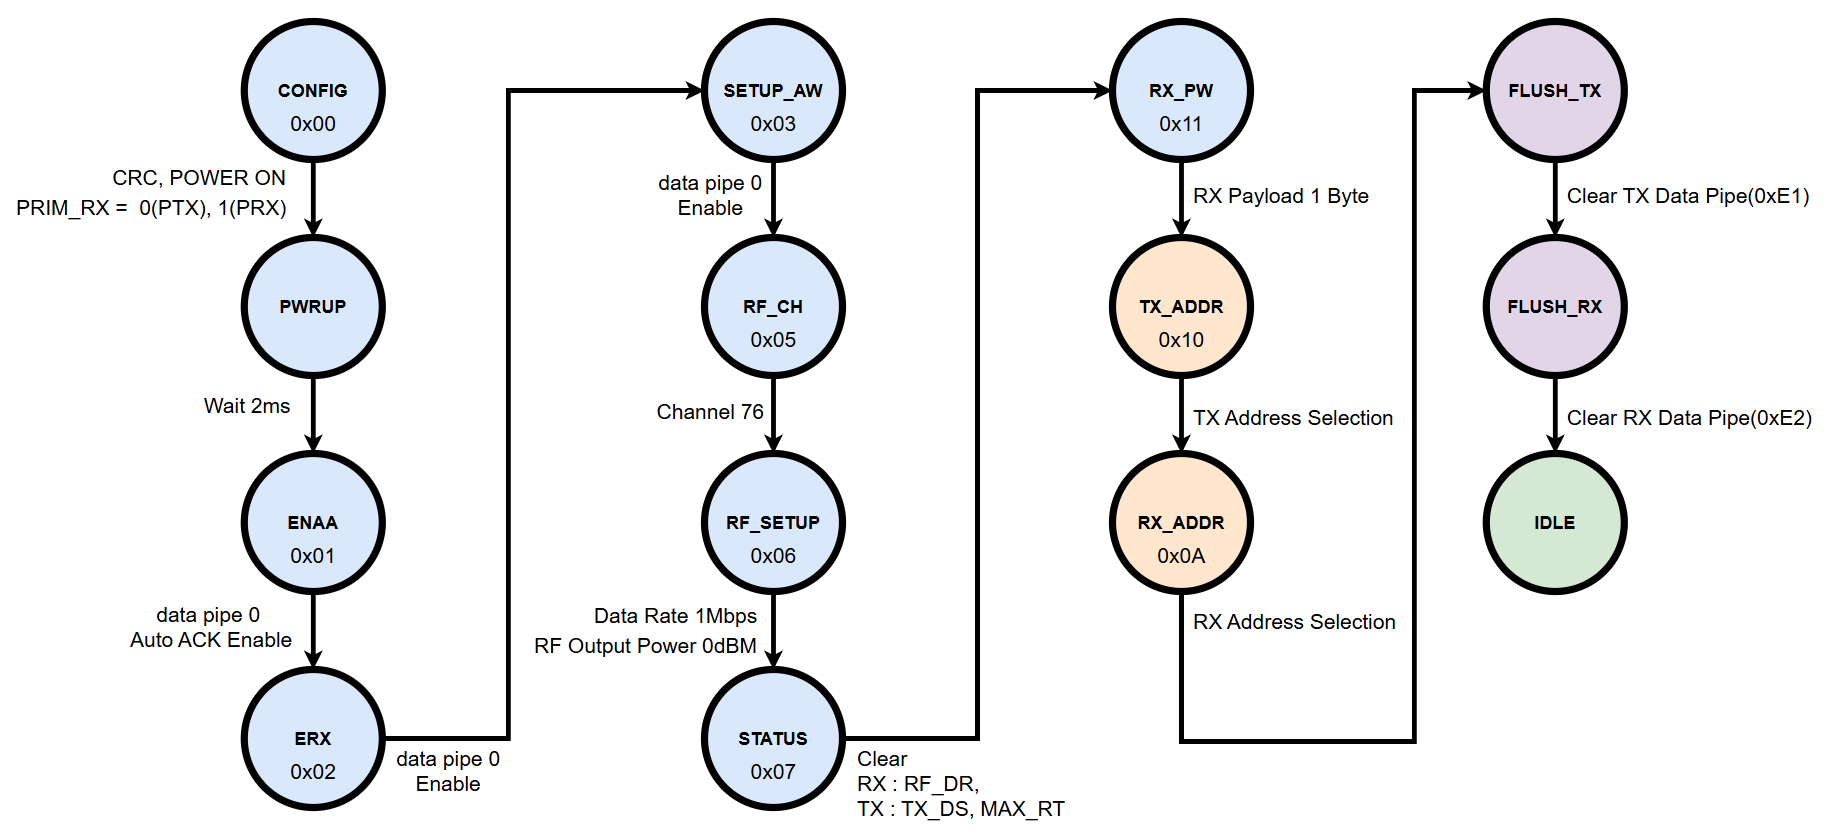 CONFIG
0x00
CRC, POWER ON
PRIM_RX =  0(PTX), 1(PRX)
PWRUP
Wait 2ms
ENAA
0x01
data pipe 0
Auto ACK Enable
ERX
0x02
data pipe 0
Enable
SETUP_AW
0x03
data pipe 0
Enable
RF_CH
0x05
Channel 76
RF_SETUP
0x06
Data Rate 1Mbps
RF Output Power 0dBM
STATUS
0x07
Clear
RX : RF_DR,
TX : TX_DS, MAX_RT
RX_PW
0x11
RX Payload 1 Byte
TX_ADDR
0x10
TX Address Selection
RX_ADDR
0x0A
RX Address Selection
FLUSH_TX
Clear TX Data Pipe(0xE1)
FLUSH_RX
Clear RX Data Pipe(0xE2)
IDLE